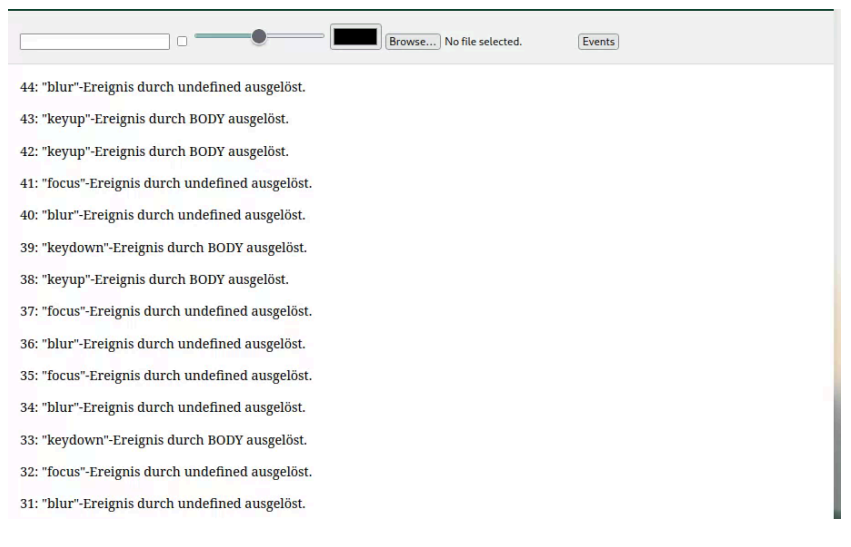 Browse... No file selected. Events
44: "blur"-Ereignis durch undefined ausgelöst.
43: "keyup"-Ereignis durch BODY ausgelöst.
42: "keyup"-Ereignis durch BODY ausgelöst.
41: "focus"-Ereignis durch undefined ausgelöst.
40: "blur"-Ereignis durch undefined ausgelöst.
39: "keydown"-Ereignis durch BODY ausgelöst.
38: "keyup"-Ereignis durch BODY ausgelöst.
37: "focus"-Ereignis durch undefined ausgelöst.
36: "blur"-Ereignis durch undefined ausgelöst.
35: "focus"-Ereignis durch undefined ausgelöst.
34: "blur"-Ereignis durch undefined ausgelöst.
33: "keydown"-Ereignis durch BODY ausgelöst.
32: "focus"-Ereignis durch undefined ausgelöst.
31: "blur"-Ereignis durch undefined ausgelöst.